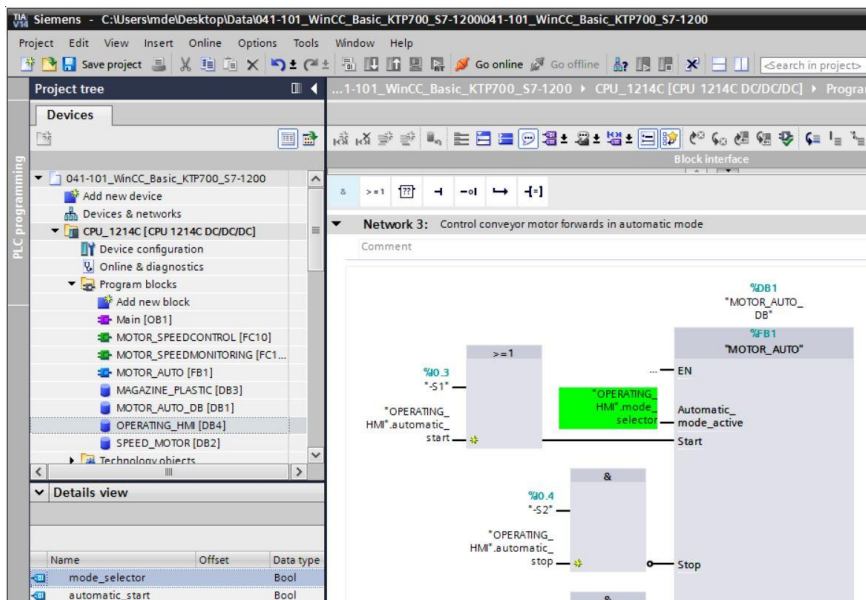 TIA V14 Siemens - C:\Users\mde\Desktop\Data\041-101_WinCC_Basic_KTP700_S7-1200\041-101_WinCC_Basic_KTP700_S7-1200
Project Edit View Insert Online Options Tools Window Help
Save project Go online Go offline <Search in project>
Project tree
...1-101_WinCC_Basic_KTP700_S7-1200 ▸ CPU_1214C [CPU 1214C DC/DC/DC] ▸ Progra
Devices
Block interface
PLC programming
041-101_WinCC_Basic_KTP700_S7-1200
Add new device
Devices & networks
CPU_1214C [CPU 1214C DC/DC/DC]
Device configuration
Online & diagnostics
Program blocks
Add new block
Main [OB1]
MOTOR_SPEEDCONTROL [FC10]
MOTOR_SPEEDMONITORING [FC1...
MOTOR_AUTO [FB1]
MAGAZINE_PLASTIC [DB3]
MOTOR_AUTO_DB [DB1]
OPERATING_HMI [DB4]
SPEED_MOTOR [DB2]
Technology objects
Details view
Name Offset Data type
mode_selector Bool
automatic_start Bool
& >=1 ??
Network 3: Control conveyor motor forwards in automatic mode
Comment
%DB1
"MOTOR_AUTO_
DB"
%FB1
"MOTOR_AUTO"
>=1
... EN
%I0.3
"-S1"
"OPERATING_
HMI".automatic_
start
"OPERATING_
HMI".mode_
selector
Automatic_
mode_active
Start
&
%I0.4
"-S2"
"OPERATING_
HMI".automatic_
stop
Stop
&